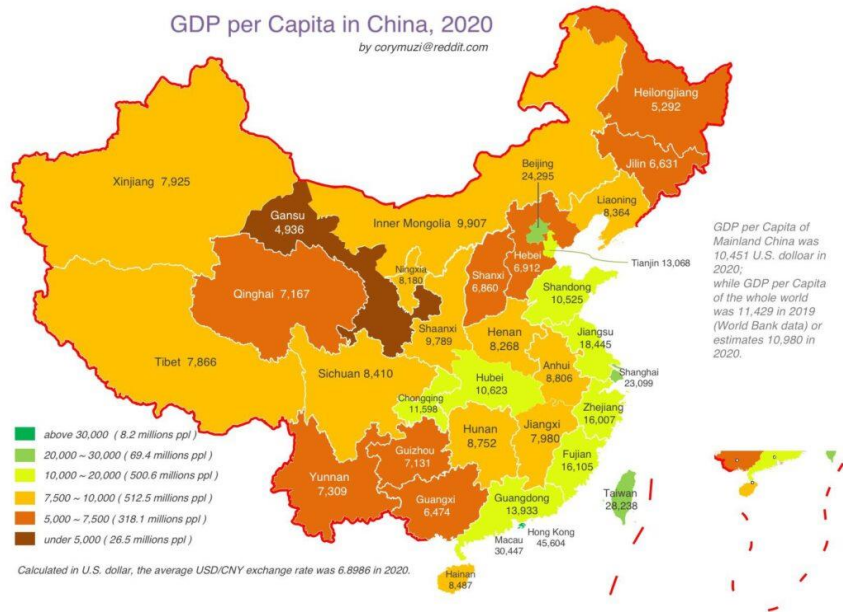 GDP per Capita in China, 2020
by corymuzi@reddit.com
Heilongjiang
5,292
Jilin 6,631
Beijing
24,295
Xinjiang 7,925
Liaoning
8,364
Gansu
4,936
Inner Mongolia 9,907
GDP per Capita of
Mainland China was
10,451 U.S. dolloar in
2020;
while GDP per Capita
of the whole world
was 11,429 in 2019
(World Bank data) or
estimates 10,980 in
2020.
Hebei
6,912
Tianjin 13,068
Ningxia
8,180
Shanxi
6,860
Qinghai 7,167
Shandong
10,525
Shaanxi
9,789
Henan
8,268
Jiangsu
18,445
Tibet 7,866
Sichuan 8,410
Hubei
10,623
Anhui
8,806
Shanghai
23,099
Chongqing
11,598
Zhejiang
16,007
Hunan
8,752
Jiangxi
7,980
Guizhou
7,131
Fujian
16,105
Yunnan
7,309
Guangxi
6,474
Guangdong
13,933
Taiwan
28,238
Hong Kong
45,604
Macau
30,447
Hainan
8,487
above 30,000 ( 8.2 millions ppl )
20,000 ~ 30,000 ( 69.4 millions ppl )
10,000 ~ 20,000 ( 500.6 millions ppl )
7,500 ~ 10,000 ( 512.5 millions ppl )
5,000 ~ 7,500 ( 318.1 millions ppl )
under 5,000 ( 26.5 millions ppl )
Calculated in U.S. dollar, the average USD/CNY exchange rate was 6.8986 in 2020.